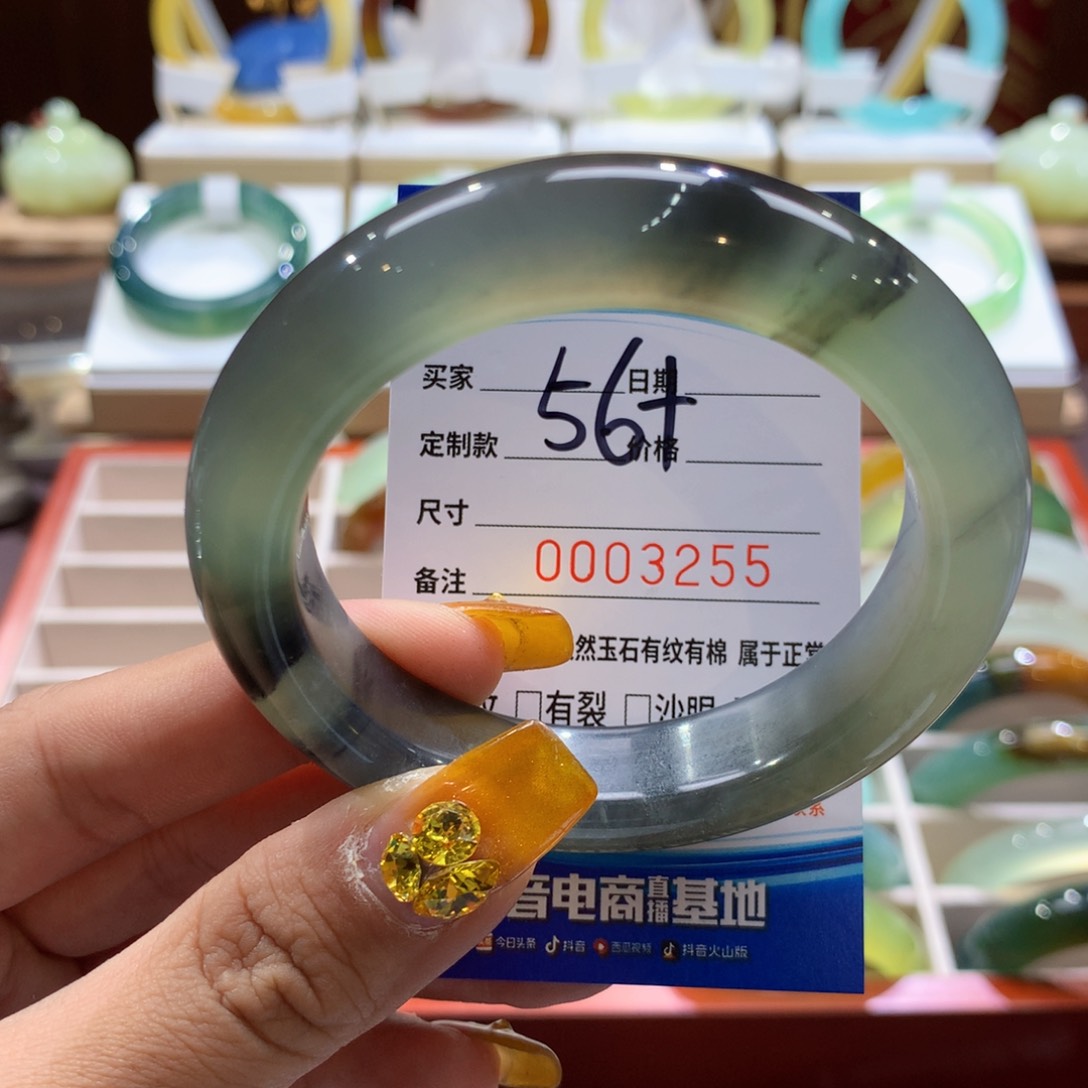 买家 日期
56+
定制款 价格
尺寸
备注 0003255
然玉石有纹有棉 属于正常
□有裂 □沙眼
音电商直播基地
今日头条 抖音 西瓜视频 抖音火山版